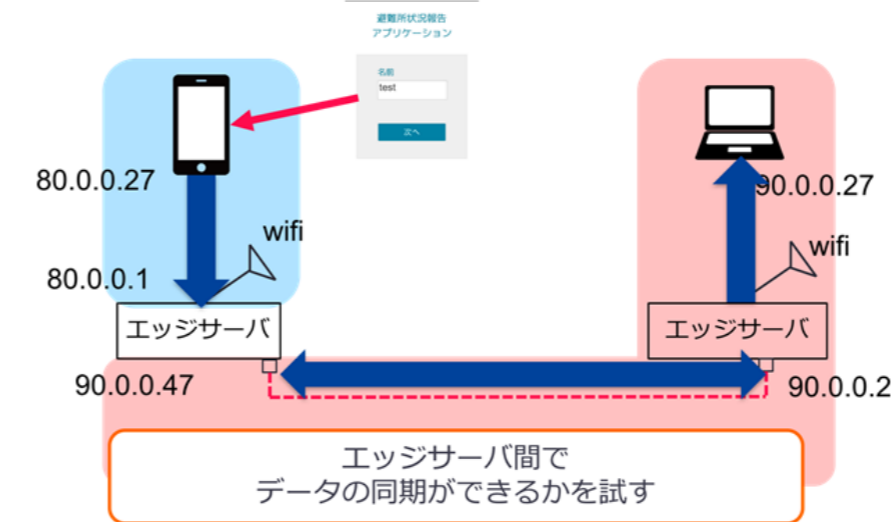 避難所状況報告
アプリケーション
名前
test
次へ
80.0.0.27
90.0.0.27
wifi
wifi
80.0.0.1
エッジサーバ
エッジサーバ
90.0.0.47
90.0.0.2
エッジサーバ間で
データの同期ができるかを試す